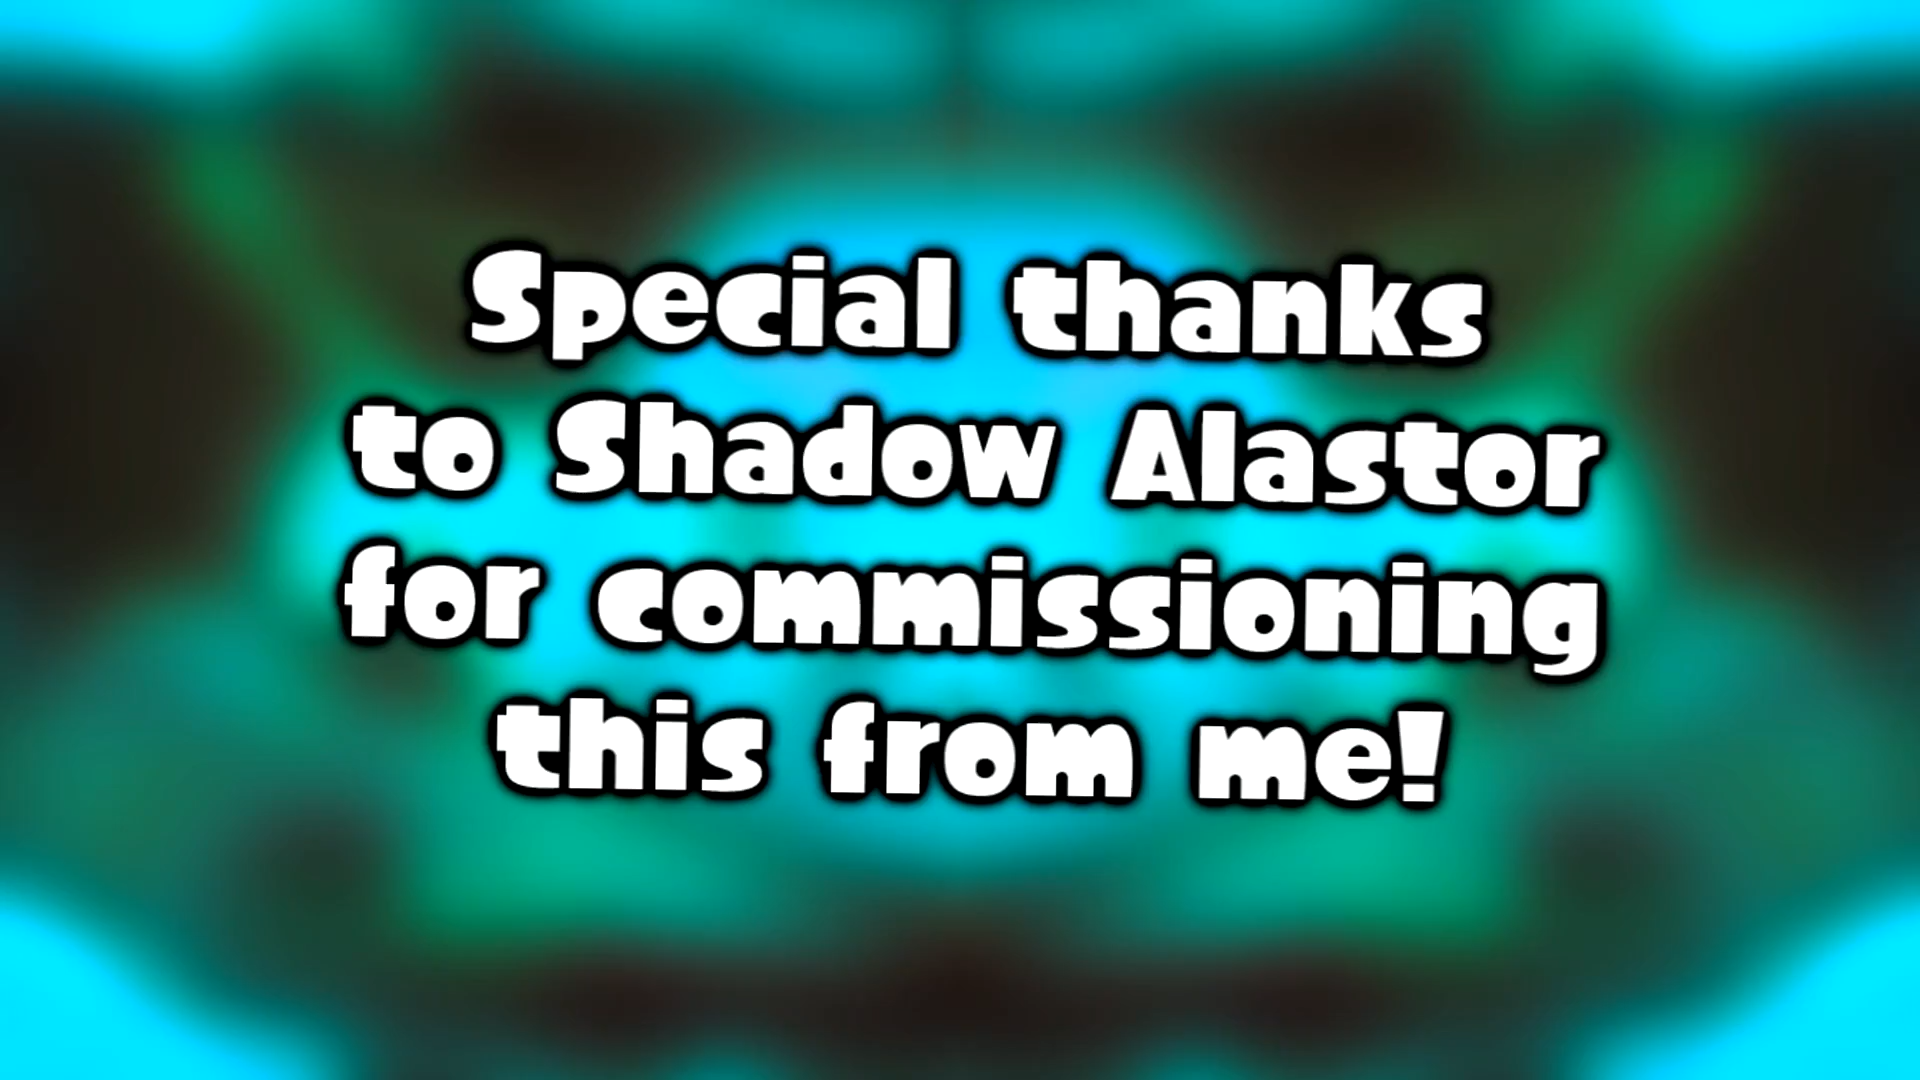 Special thanks
to Shadow Alastor
for commissioning
this from me!